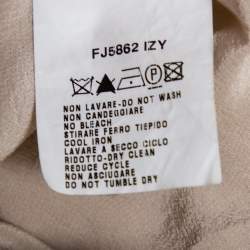 FJ5862 IZY
P
NON LAVARE-DO NOT WASH
NON CANDEGGIARE
NO BLEACH
STIRARE FERRO TIEPIDO
COOL IRON
LAVARE A SECCO CICLO
RIDOTTO-DRY CLEAN
REDUCE CYCLE
NON ASCIUGARE
DO NOT TUMBLE DRY